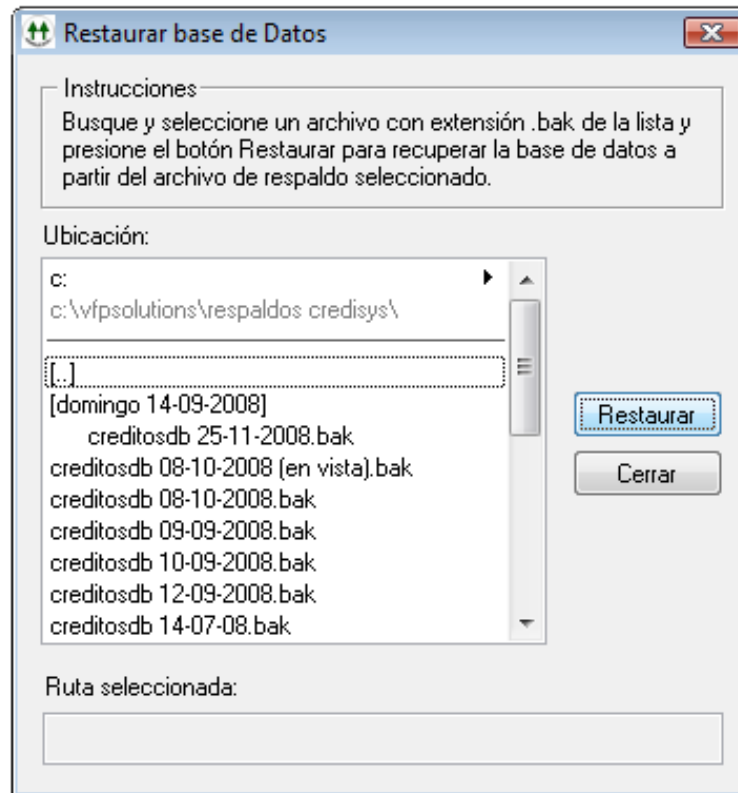 Restaurar base de Datos
Instrucciones
Busque y seleccione un archivo con extensión .bak de la lista y
presione el botón Restaurar para recuperar la base de datos a
partir del archivo de respaldo seleccionado.
Ubicación:
c:
c:\vfpsolutions\respaldos credisys\
[..]
[domingo 14-09-2008]
creditosdb 25-11-2008.bak
creditosdb 08-10-2008 (en vista).bak
creditosdb 08-10-2008.bak
creditosdb 09-09-2008.bak
creditosdb 10-09-2008.bak
creditosdb 12-09-2008.bak
creditosdb 14-07-08.bak
Restaurar
Cerrar
Ruta seleccionada: